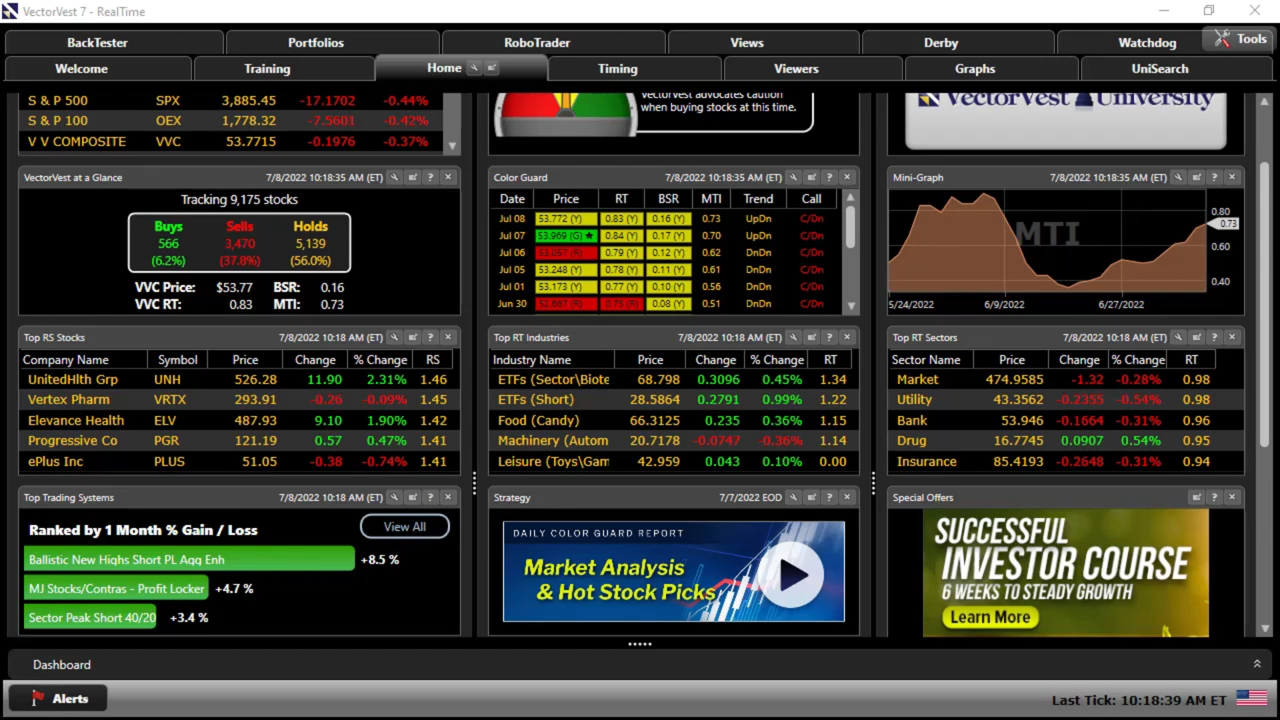 VectorVest 7 - RealTime
BackTester Portfolios RoboTrader Views Derby Watchdog Tools
Welcome Training Home Timing Viewers Graphs UniSearch
S & P 500 SPX 3,885.45 -17.1702 -0.44%
S & P 100 OEX 1,778.32 -7.5601 -0.42%
V V COMPOSITE VVC 53.7715 -0.1976 -0.37%
VectorVest advocates caution
when buying stocks at this time.
VectorVest University
VectorVest at a Glance 7/8/2022 10:18:35 AM (ET)
Tracking 9,175 stocks
Buys Sells Holds
566 3,470 5,139
(6.2%) (37.8%) (56.0%)
VVC Price: $53.77 BSR: 0.16
VVC RT: 0.83 MTI: 0.73
Color Guard 7/8/2022 10:18:35 AM (ET)
Date Price RT BSR MTI Trend Call
Jul 08 53.772 (Y) 0.83 (Y) 0.16 (Y) 0.73 UpDn C/Dn
Jul 07 53.969 (G) ★ 0.84 (Y) 0.17 (Y) 0.70 UpDn C/Dn
Jul 06 53.057 (R) 0.79 (Y) 0.12 (Y) 0.62 UpDn C/Dn
Jul 05 53.248 (Y) 0.78 (Y) 0.11 (Y) 0.61 DnDn C/Dn
Jul 01 53.173 (Y) 0.77 (Y) 0.10 (Y) 0.56 DnDn C/Dn
Jun 30 52.667 (R) 0.75 (R) 0.08 (Y) 0.51 DnDn C/Dn
Mini-Graph 7/8/2022 10:18:35 AM (ET)
MTI
0.80
0.73
0.60
0.40
5/24/2022 6/9/2022 6/27/2022
Top RS Stocks 7/8/2022 10:18 AM (ET)
Company Name Symbol Price Change % Change RS
UnitedHlth Grp UNH 526.28 11.90 2.31% 1.46
Vertex Pharm VRTX 293.91 -0.26 -0.09% 1.45
Elevance Health ELV 487.93 9.10 1.90% 1.42
Progressive Co PGR 121.19 0.57 0.47% 1.41
ePlus Inc PLUS 51.05 -0.38 -0.74% 1.41
Top RT Industries 7/8/2022 10:18 AM (ET)
Industry Name Price Change % Change RT
ETFs (Sector\Biote 68.798 0.3096 0.45% 1.34
ETFs (Short) 28.5864 0.2791 0.99% 1.22
Food (Candy) 66.3125 0.235 0.36% 1.15
Machinery (Autom 20.7178 -0.0747 -0.36% 1.14
Leisure (Toys\Gam 42.959 0.043 0.10% 0.00
Top RT Sectors 7/8/2022 10:18 AM (ET)
Sector Name Price Change % Change RT
Market 474.9585 -1.32 -0.28% 0.98
Utility 43.3562 -0.2355 -0.54% 0.98
Bank 53.946 -0.1664 -0.31% 0.96
Drug 16.7745 0.0907 0.54% 0.95
Insurance 85.4193 -0.2648 -0.31% 0.94
Top Trading Systems 7/8/2022 10:18 AM (ET)
Ranked by 1 Month % Gain / Loss View All
Ballistic New Highs Short PL Agg Enh +8.5 %
MJ Stocks/Contras - Profit Locker +4.7 %
Sector Peak Short 40/20 +3.4 %
Strategy 7/7/2022 EOD
DAILY COLOR GUARD REPORT
Market Analysis
& Hot Stock Picks
Special Offers
SUCCESSFUL
INVESTOR COURSE
6 WEEKS TO STEADY GROWTH
Learn More
Dashboard
Alerts Last Tick: 10:18:39 AM ET